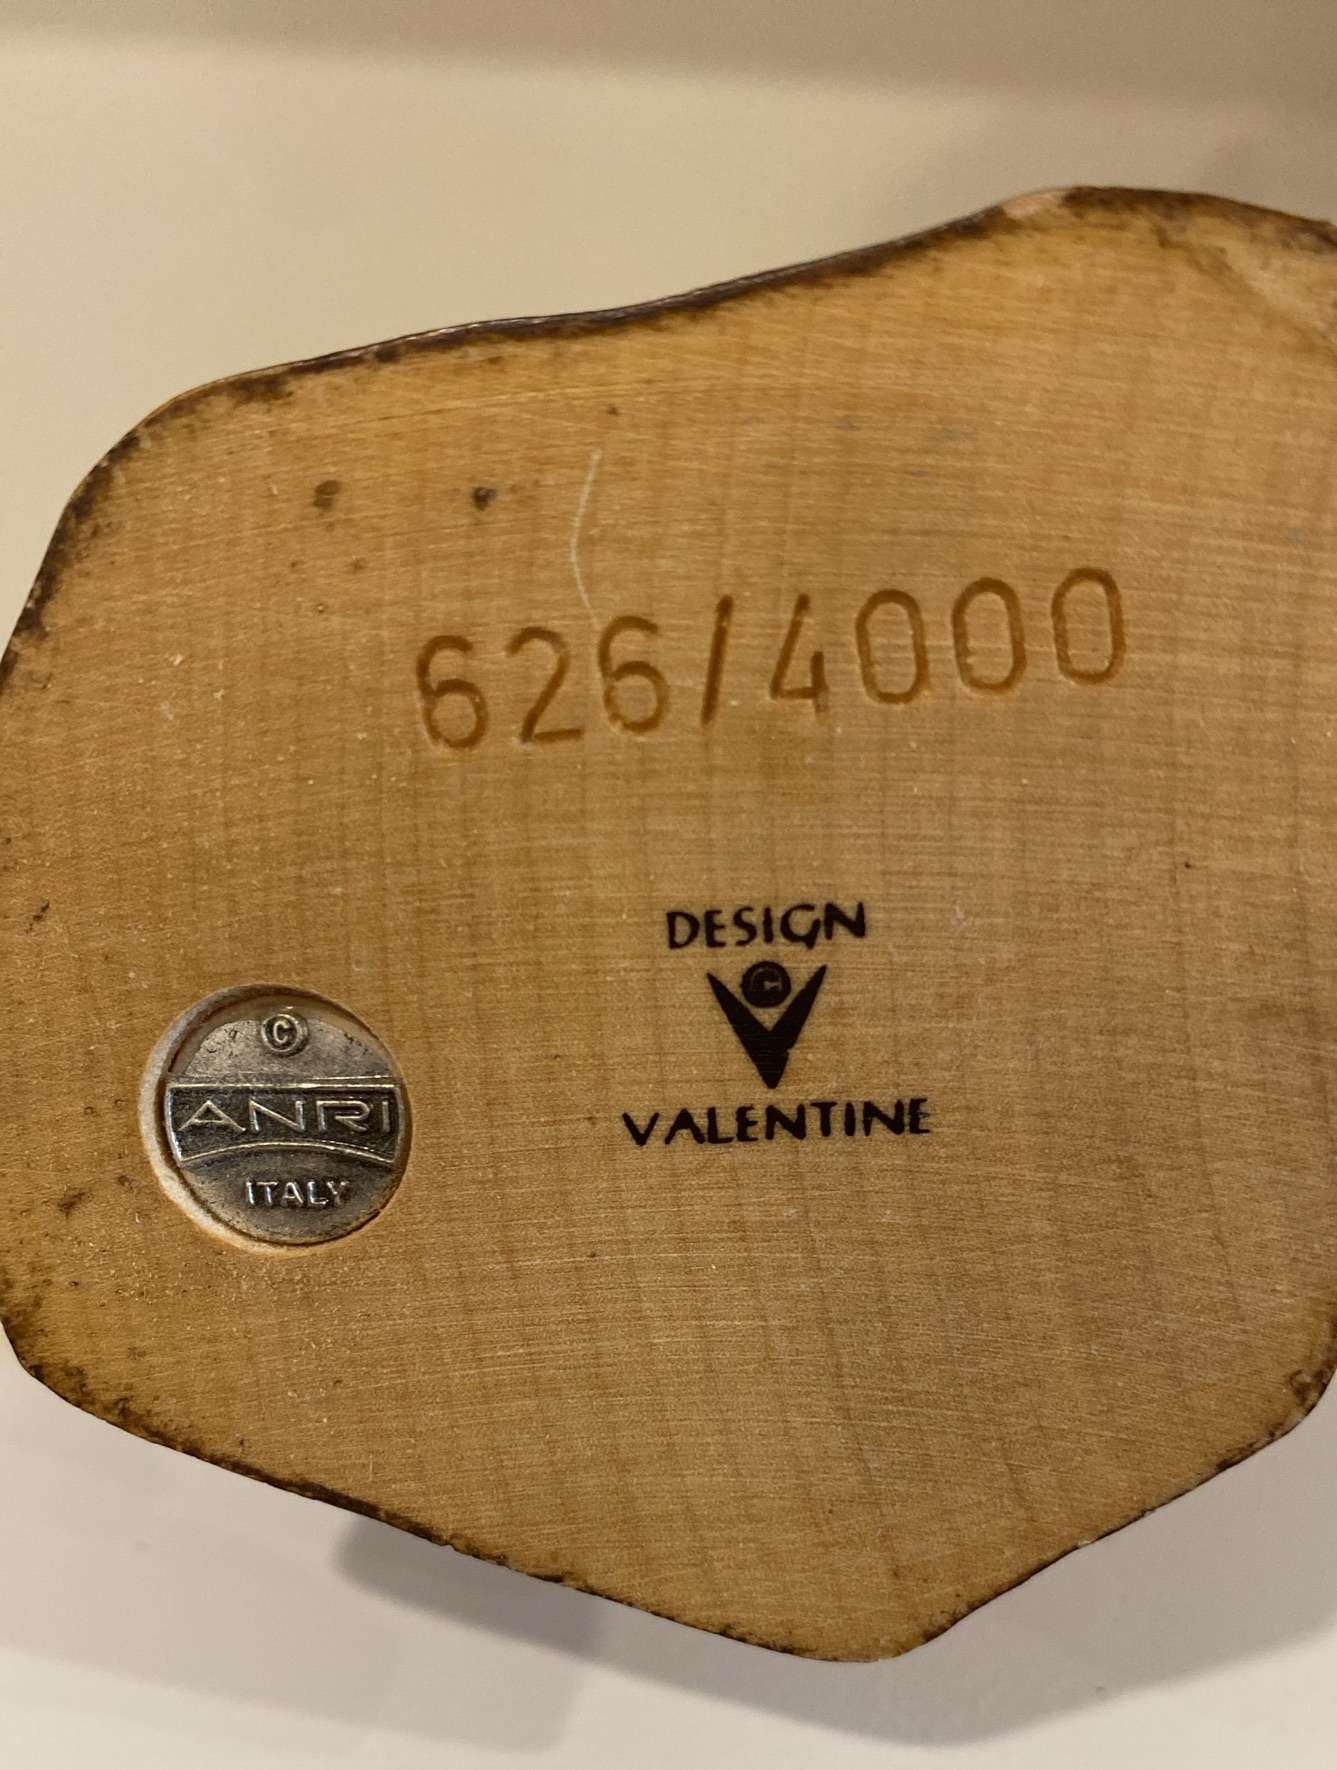 626/4000
DESIGN
G
VALENTINE
©
ANRI
ITALY